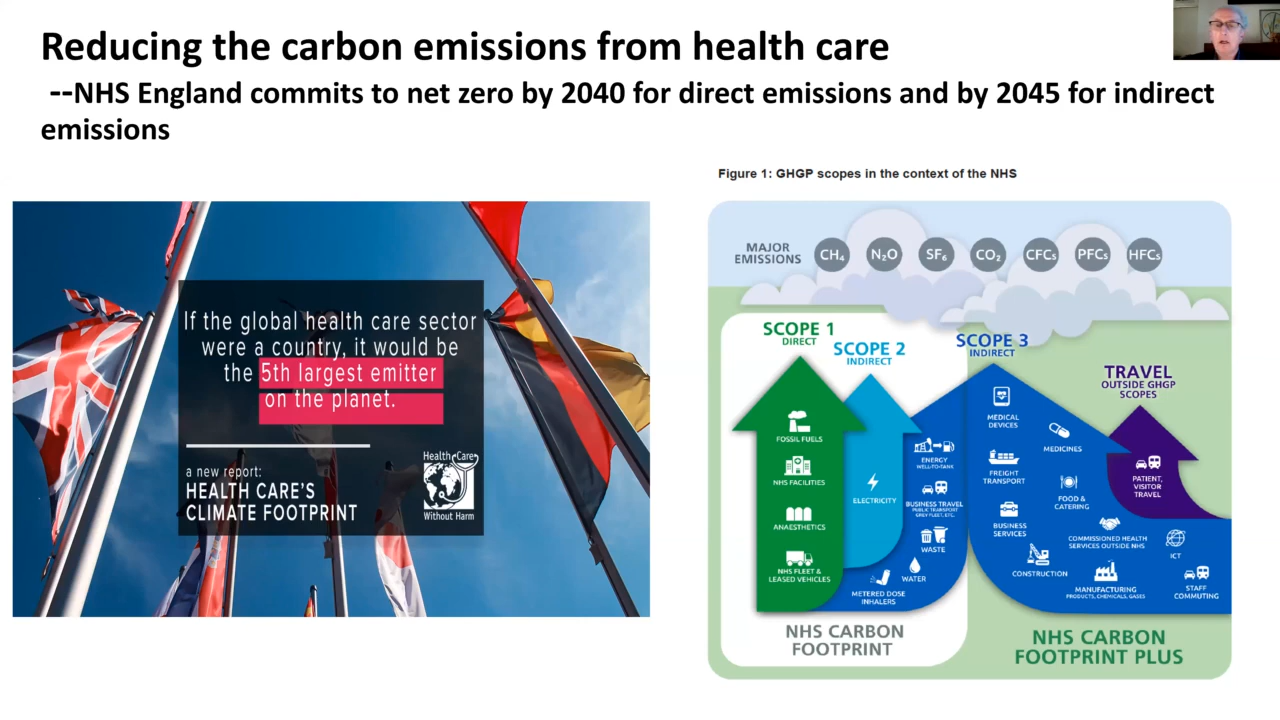 Reducing the carbon emissions from health care
--NHS England commits to net zero by 2040 for direct emissions and by 2045 for indirect
emissions
If the global health care sector
were a country, it would be
the 5th largest emitter
on the planet.
a new report:
HEALTH CARE'S
CLIMATE FOOTPRINT
Health Care
Without Harm
Figure 1: GHGP scopes in the context of the NHS
MAJOR
EMISSIONS
CH₄
N₂O
SF₆
CO₂
CFCs
PFCs
HFCs
SCOPE 1
DIRECT
SCOPE 2
INDIRECT
SCOPE 3
INDIRECT
TRAVEL
OUTSIDE GHGP
SCOPES
FOSSIL FUELS
NHS FACILITIES
ANAESTHETICS
NHS FLEET &
LEASED VEHICLES
ELECTRICITY
ENERGY
WELL-TO-TANK
BUSINESS TRAVEL
PUBLIC TRANSPORT
GREY FLEET, ETC.
WASTE
WATER
METERED DOSE
INHALERS
MEDICAL
DEVICES
MEDICINES
FREIGHT
TRANSPORT
FOOD &
CATERING
BUSINESS
SERVICES
COMMISSIONED HEALTH
SERVICES OUTSIDE NHS
ICT
CONSTRUCTION
MANUFACTURING
PRODUCTS, CHEMICALS, GASES
STAFF
COMMUTING
PATIENT,
VISITOR
TRAVEL
NHS CARBON
FOOTPRINT
NHS CARBON
FOOTPRINT PLUS